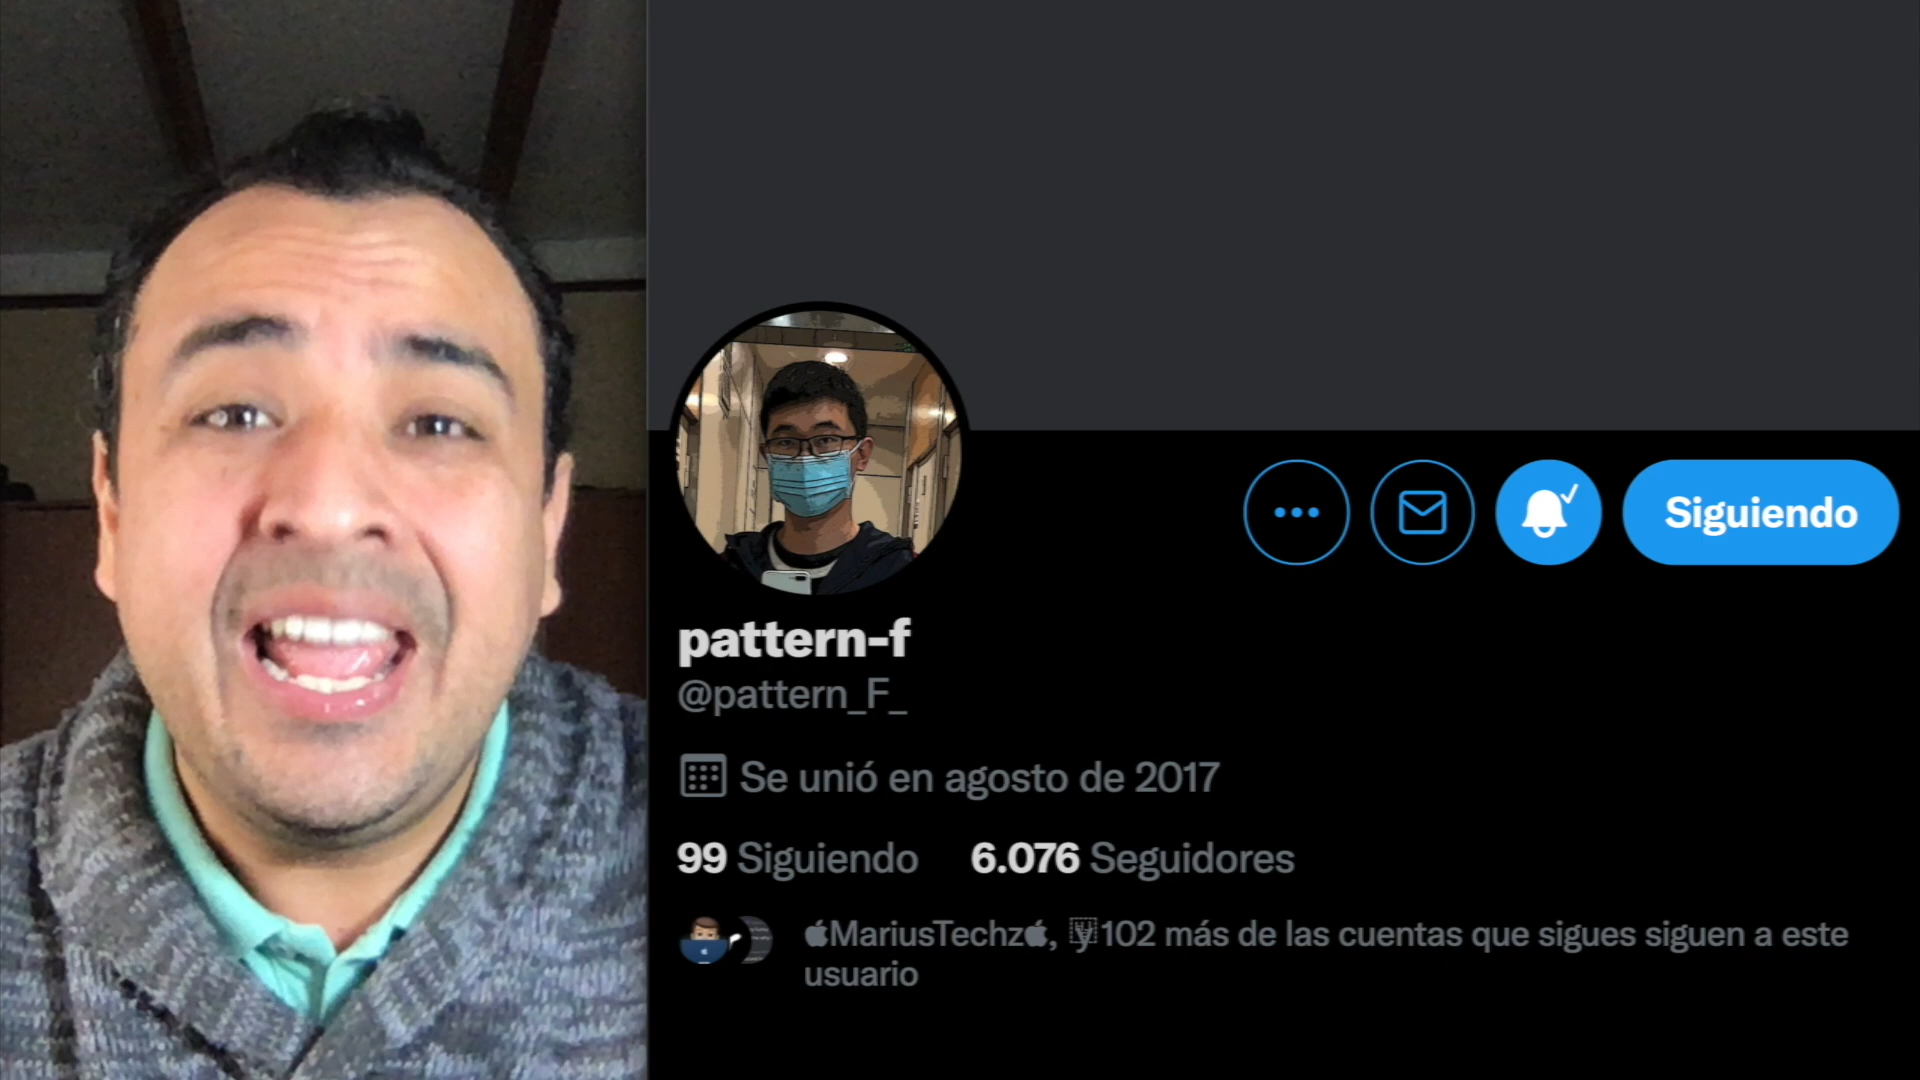 Siguiendo
pattern-f
@pattern_F_
Se unió en agosto de 2017
99 Siguiendo 6.076 Seguidores
MariusTechz, y 102 más de las cuentas que sigues siguen a este
usuario